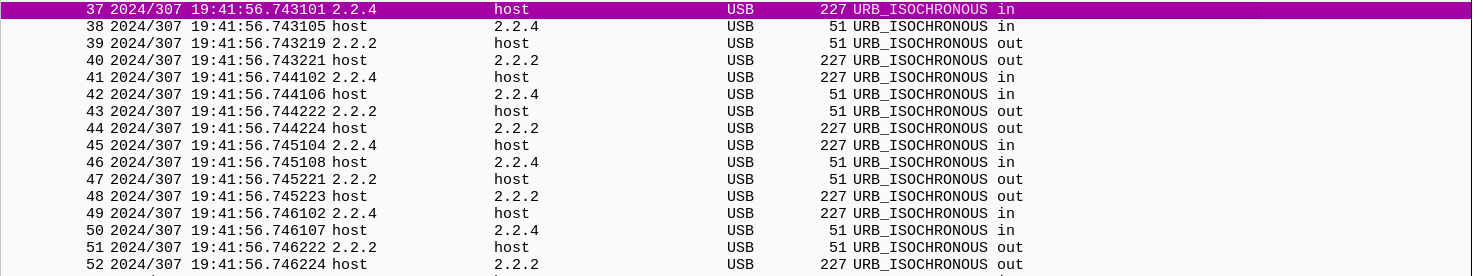 37 2024/307 19:41:56.743101 2.2.4 host USB 227 URB_ISOCHRONOUS in
38 2024/307 19:41:56.743105 host 2.2.4 USB 51 URB_ISOCHRONOUS in
39 2024/307 19:41:56.743219 2.2.2 host USB 51 URB_ISOCHRONOUS out
40 2024/307 19:41:56.743221 host 2.2.2 USB 227 URB_ISOCHRONOUS out
41 2024/307 19:41:56.744102 2.2.4 host USB 227 URB_ISOCHRONOUS in
42 2024/307 19:41:56.744106 host 2.2.4 USB 51 URB_ISOCHRONOUS in
43 2024/307 19:41:56.744222 2.2.2 host USB 51 URB_ISOCHRONOUS out
44 2024/307 19:41:56.744224 host 2.2.2 USB 227 URB_ISOCHRONOUS out
45 2024/307 19:41:56.745104 2.2.4 host USB 227 URB_ISOCHRONOUS in
46 2024/307 19:41:56.745108 host 2.2.4 USB 51 URB_ISOCHRONOUS in
47 2024/307 19:41:56.745221 2.2.2 host USB 51 URB_ISOCHRONOUS out
48 2024/307 19:41:56.745223 host 2.2.2 USB 227 URB_ISOCHRONOUS out
49 2024/307 19:41:56.746102 2.2.4 host USB 227 URB_ISOCHRONOUS in
50 2024/307 19:41:56.746107 host 2.2.4 USB 51 URB_ISOCHRONOUS in
51 2024/307 19:41:56.746222 2.2.2 host USB 51 URB_ISOCHRONOUS out
52 2024/307 19:41:56.746224 host 2.2.2 USB 227 URB_ISOCHRONOUS out